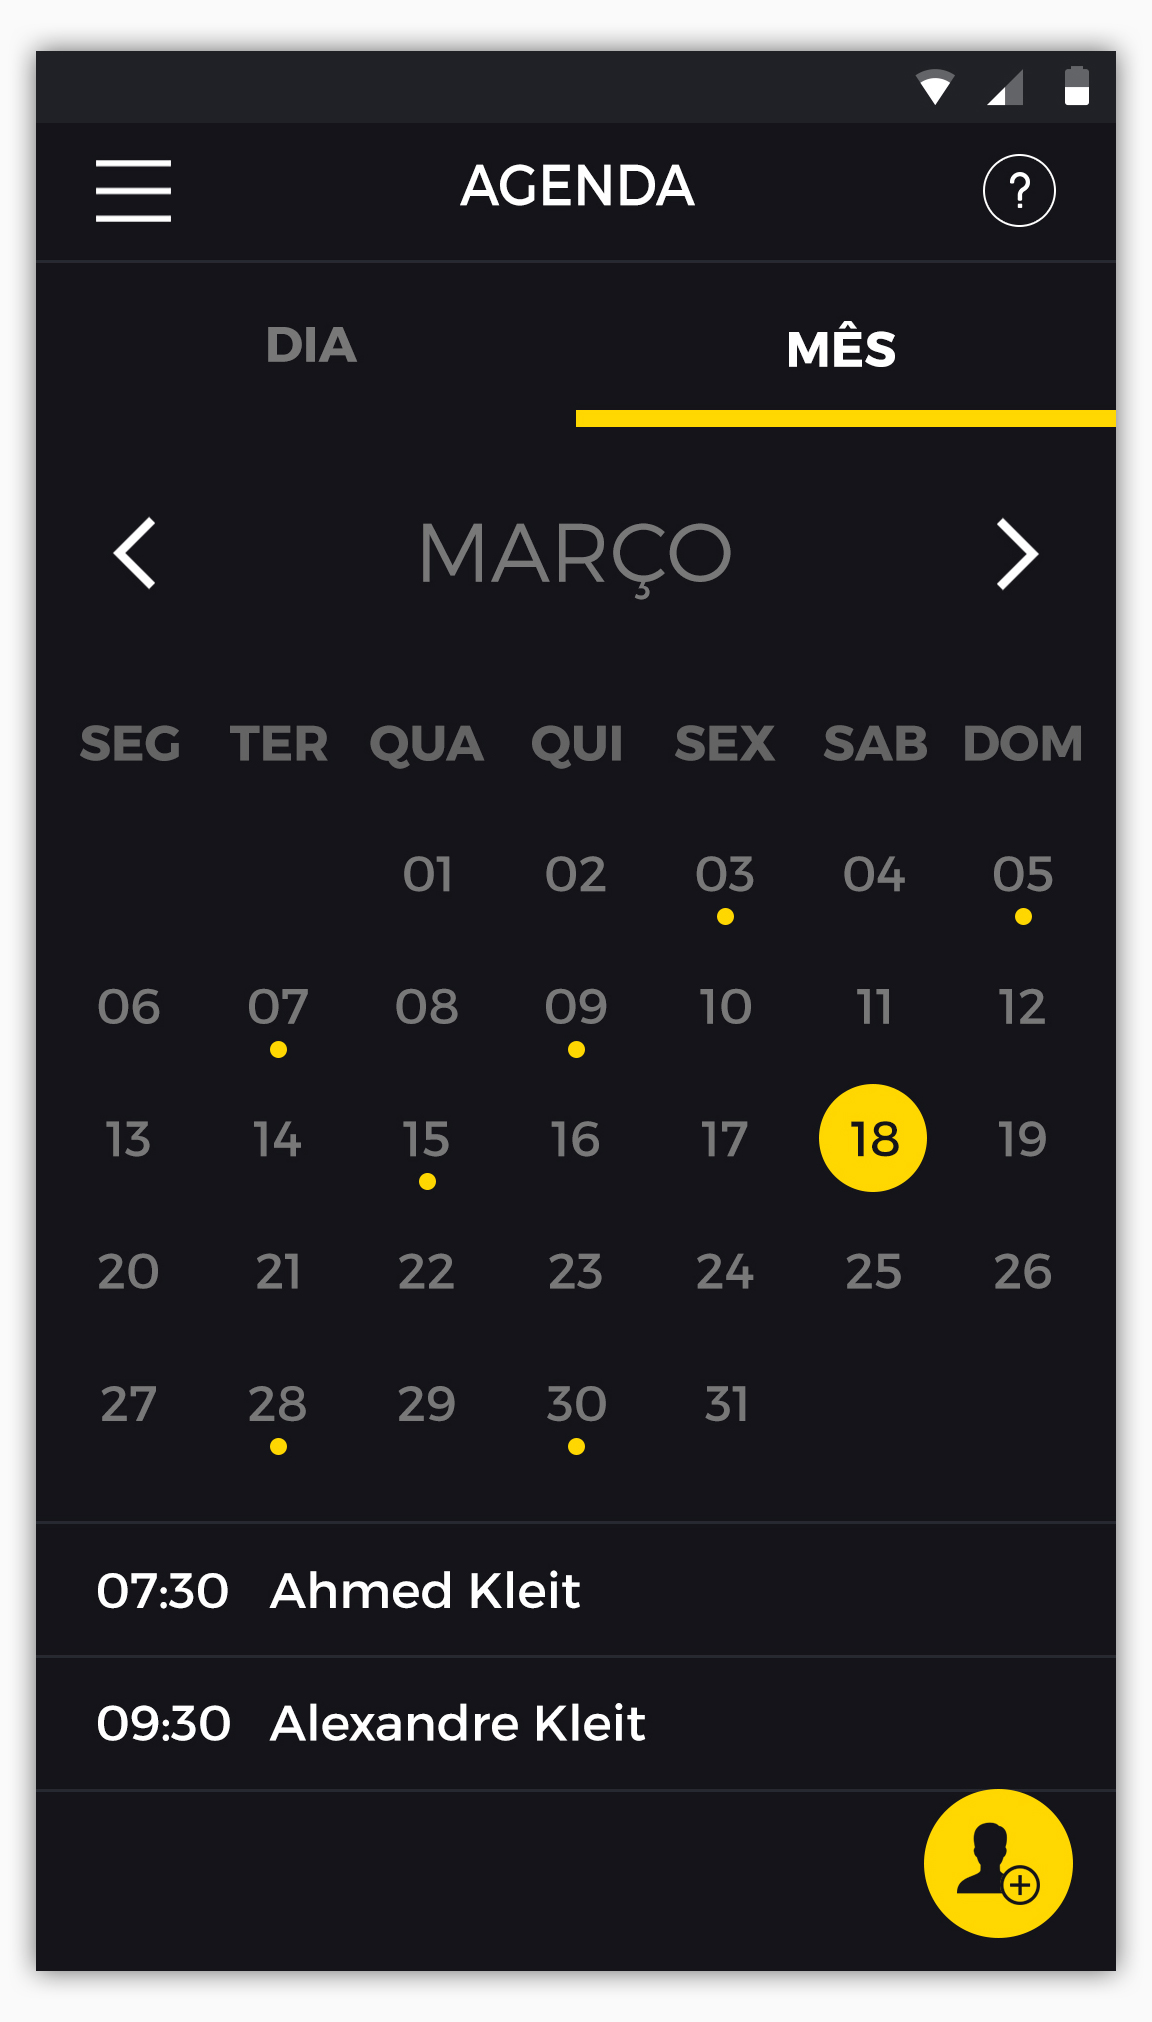 AGENDA ?
DIA MÊS
MARÇO
SEG TER QUA QUI SEX SAB DOM
01 02 03 04 05
06 07 08 09 10 11 12
13 14 15 16 17 18 19
20 21 22 23 24 25 26
27 28 29 30 31
07:30 Ahmed Kleit
09:30 Alexandre Kleit